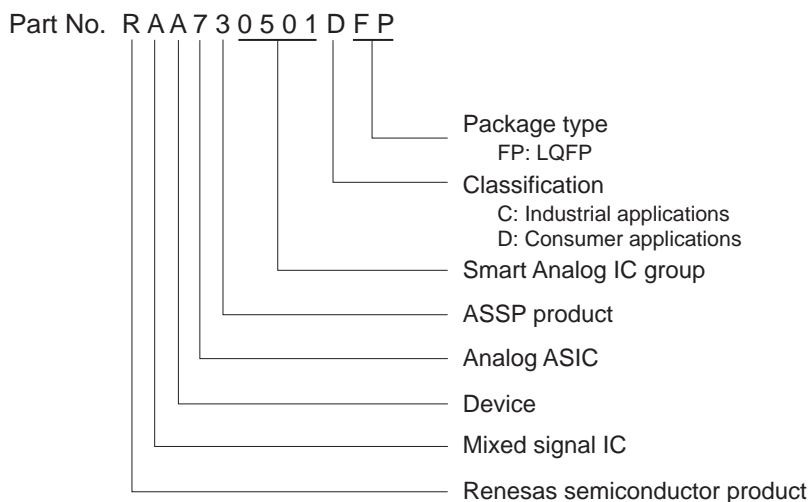 Part No. R A A 7 3 0 5 0 1 D F P
Package type
FP: LQFP
Classification
C: Industrial applications
D: Consumer applications
Smart Analog IC group
ASSP product
Analog ASIC
Device
Mixed signal IC
Renesas semiconductor product